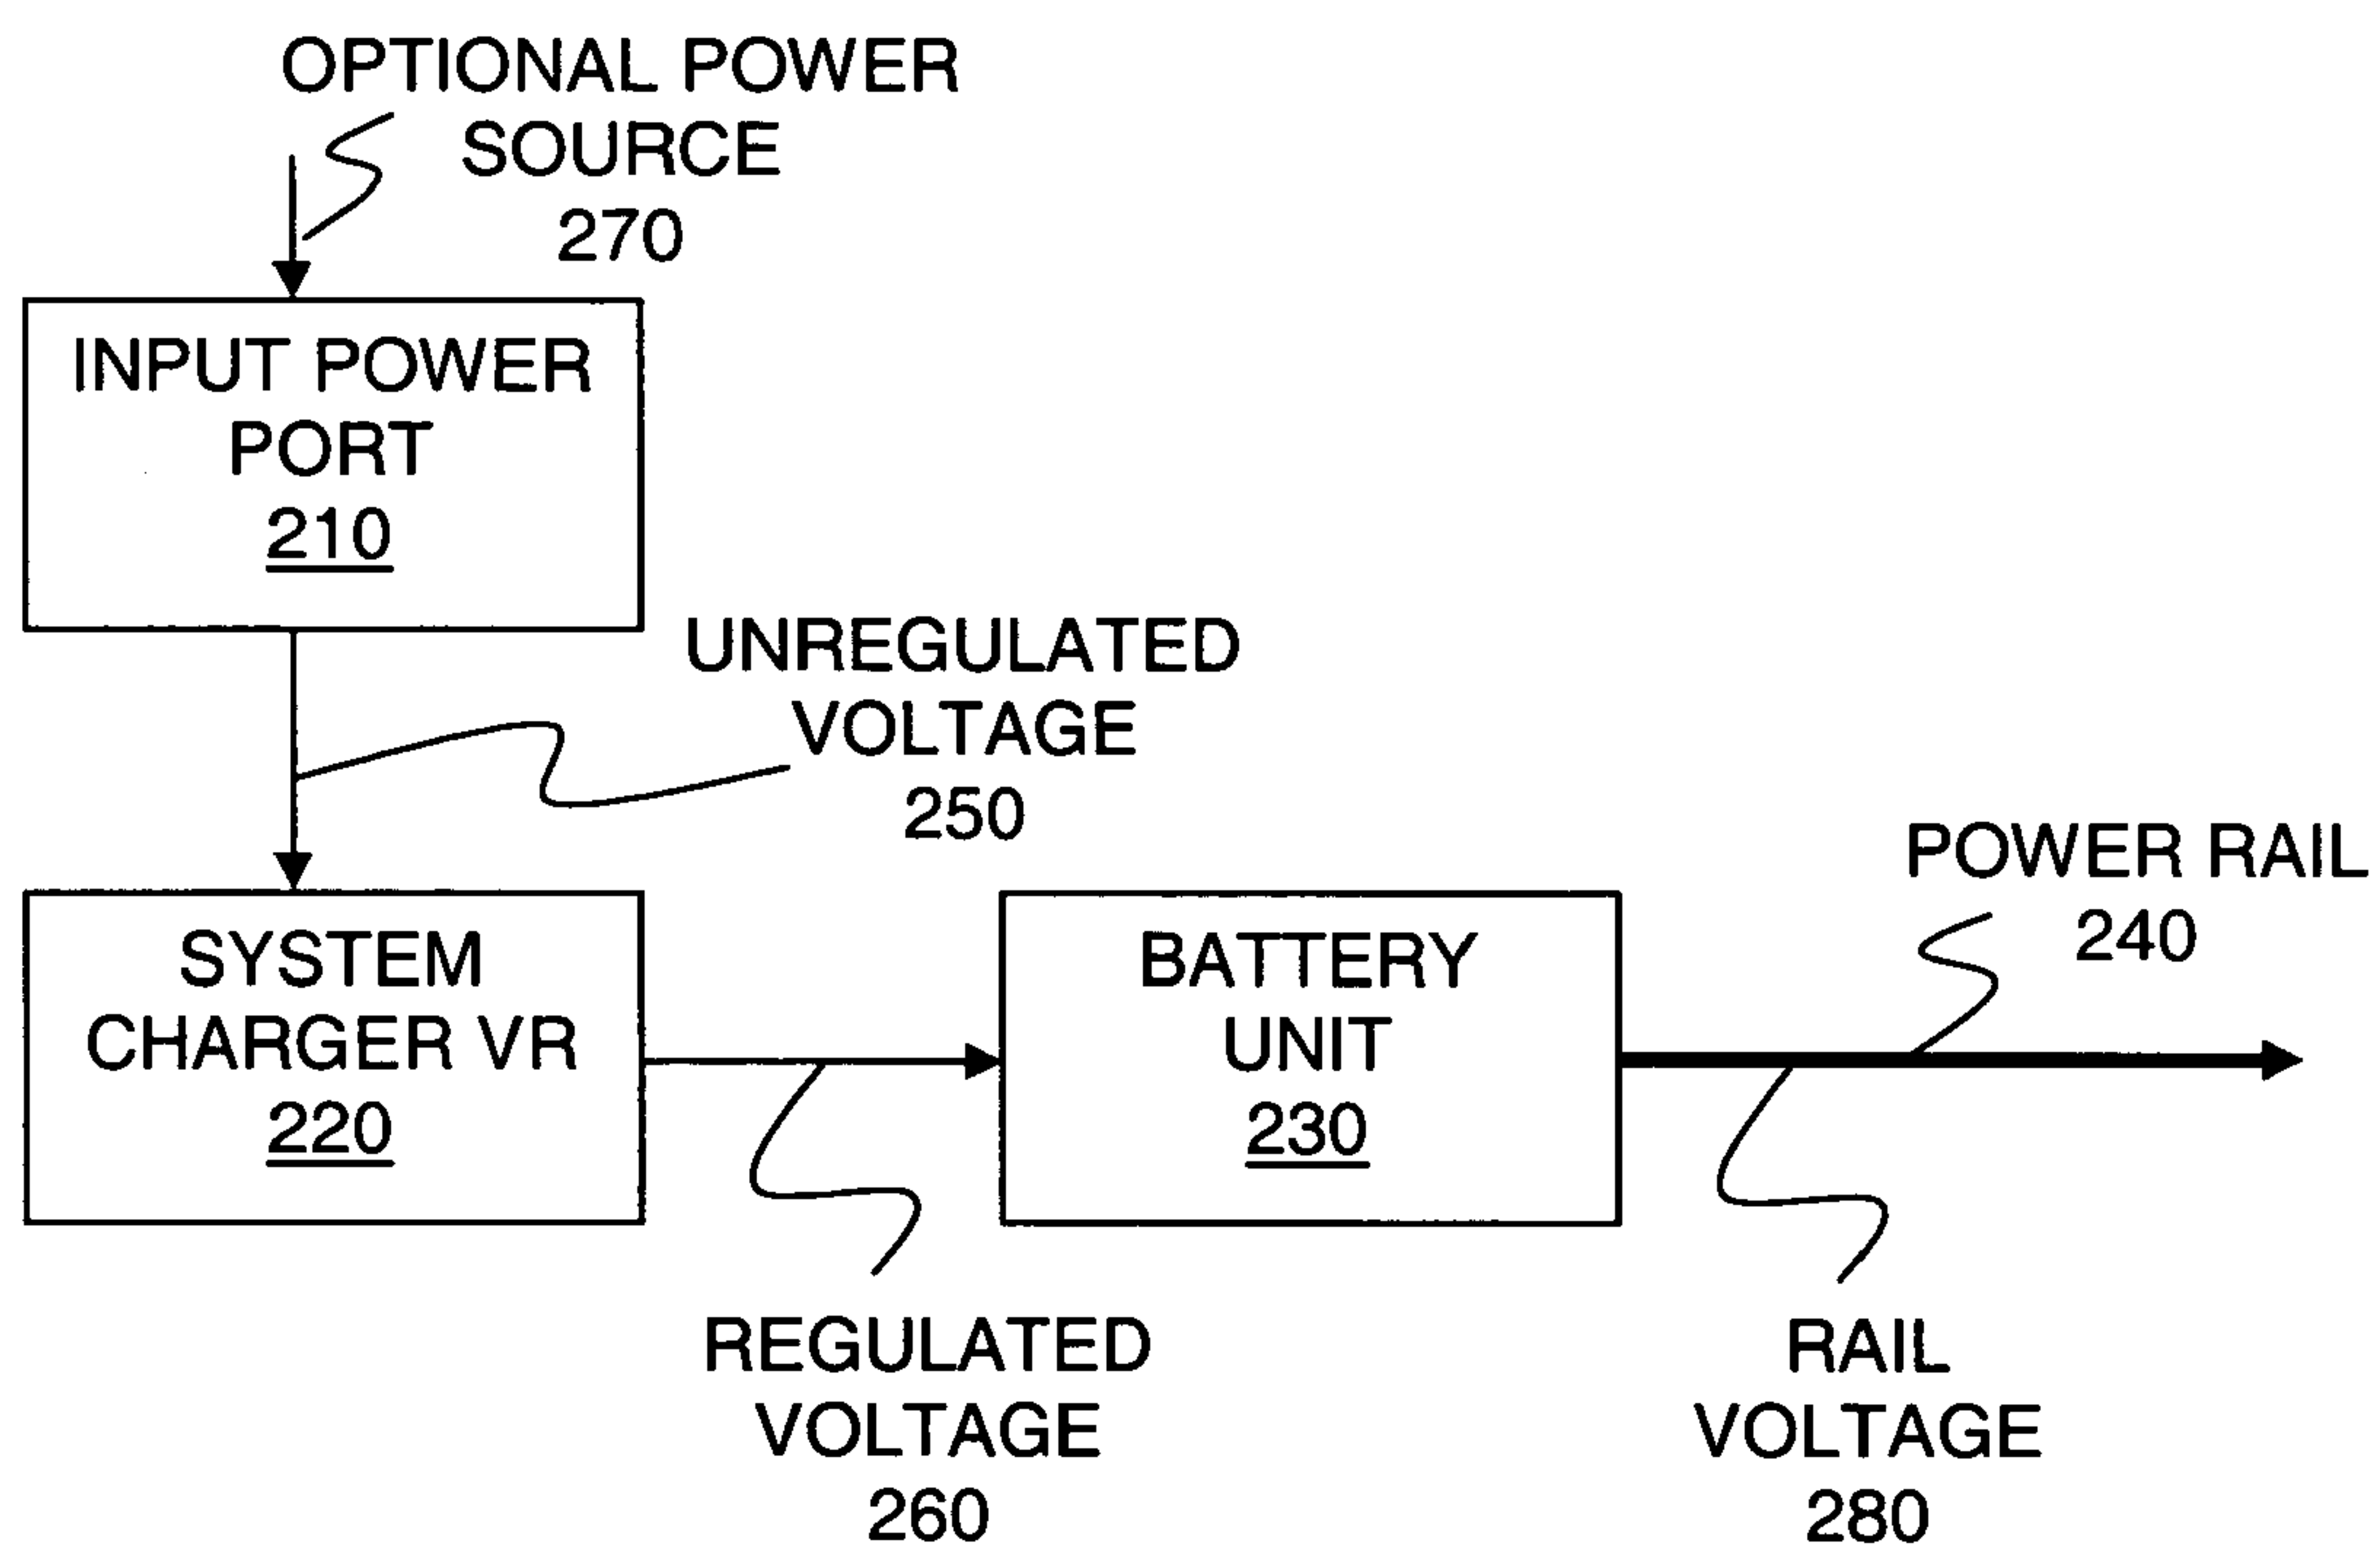 OPTIONAL POWER
SOURCE
270
INPUT POWER
PORT
210
UNREGULATED
VOLTAGE
250
POWER RAIL
240
SYSTEM
CHARGER VR
220
BATTERY
UNIT
230
REGULATED
VOLTAGE
260
RAIL
VOLTAGE
280